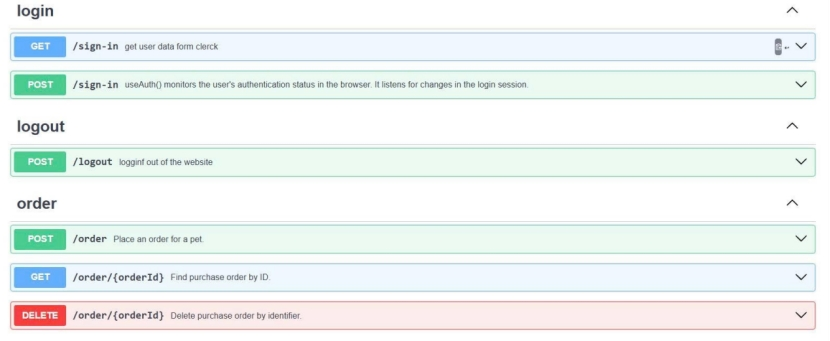 login
GET /sign-in get user data form clerck
POST /sign-in useAuth() monitors the user's authentication status in the browser. It listens for changes in the login session.
logout
POST /logout logginf out of the website
order
POST /order Place an order for a pet.
GET /order/{orderId} Find purchase order by ID.
DELETE /order/{orderId} Delete purchase order by identifier.